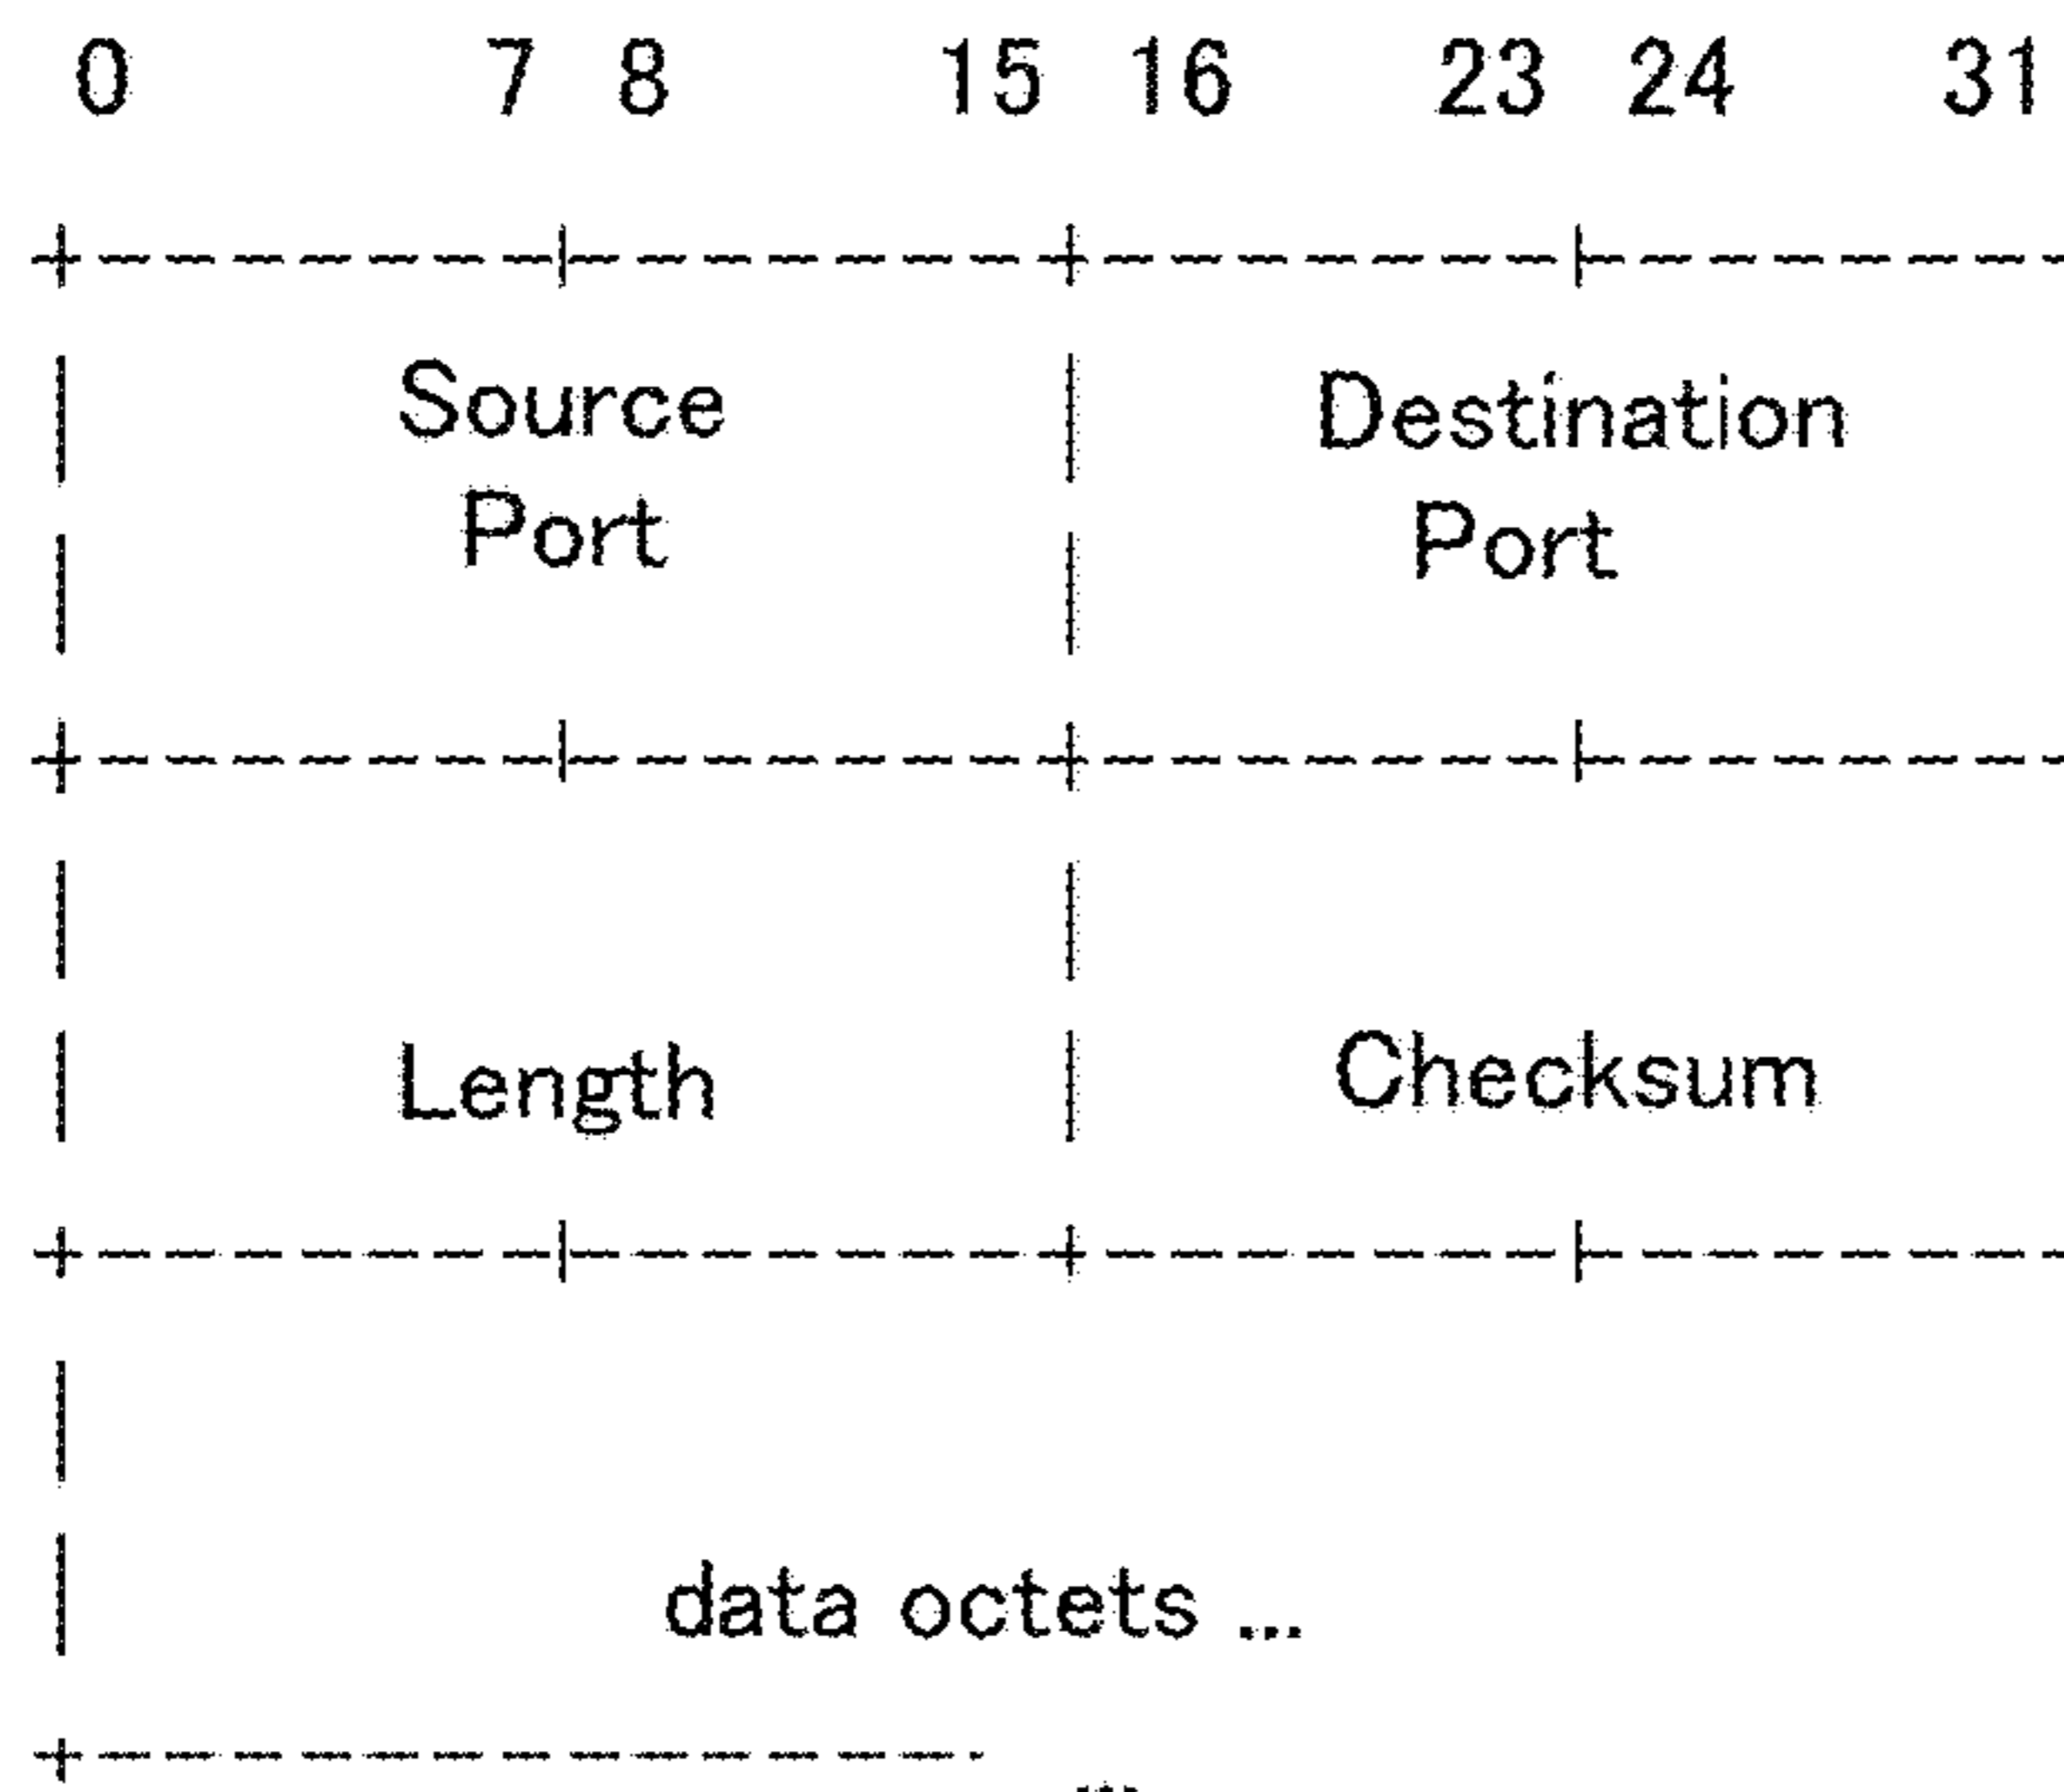 0 7 8 15 16 23 24 31
Source Destination
Port Port
Length Checksum
data octets ...